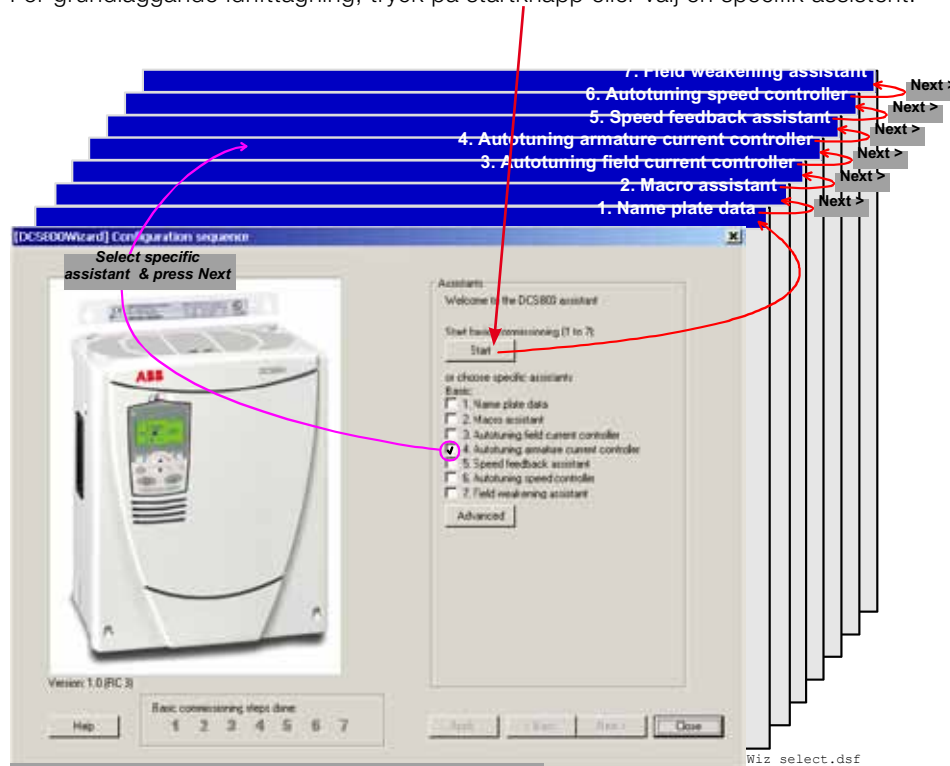 För grundläggande idrifttagning, tryck på startknapp eller välj en specifik assistent.
7. Field weakening assistant
Next >
6. Autotuning speed controller
Next >
5. Speed feedback assistant
Next >
4. Autotuning armature current controller
Next >
3. Autotuning field current controller
Next >
2. Macro assistant
Next >
1. Name plate data
[DCS800Wizard] Configuration sequence
Select specific
assistant & press Next
Assistants
Welcome to the DCS800 assistant
Start basic commissioning (1 to 7):
Start
or choose specific assistants
Basic:
1. Name plate data
2. Macro assistant
3. Autotuning field current controller
4. Autotuning armature current controller
5. Speed feedback assistant
6. Autotuning speed controller
7. Field weakening assistant
Advanced
ABB
Version: 1.0 (RC 3)
Basic commissioning steps done:
1 2 3 4 5 6 7
Help
Apply
< Back
Next >
Close
Wiz select.dsf